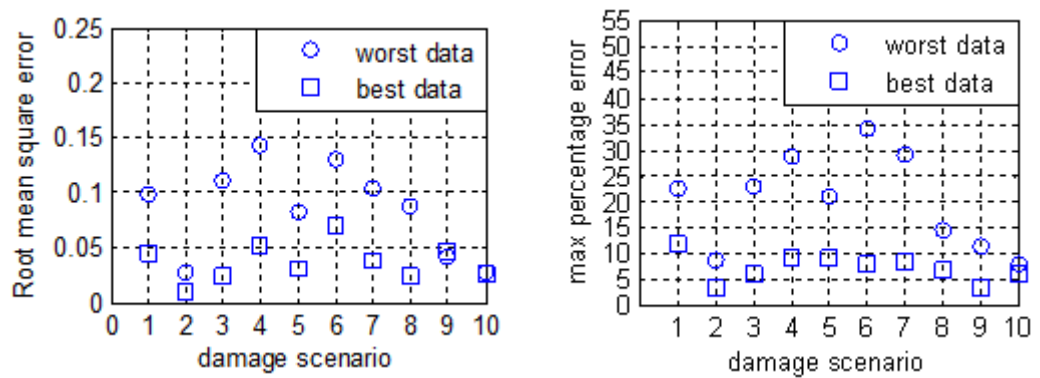 Root mean square error
0.25
0.2
0.15
0.1
0.05
0
worst data
best data
0 1 2 3 4 5 6 7 8 9 10
damage scenario
max percentage error
55
50
45
40
35
30
25
20
15
10
5
0
worst data
best data
1 2 3 4 5 6 7 8 9 10
damage scenario